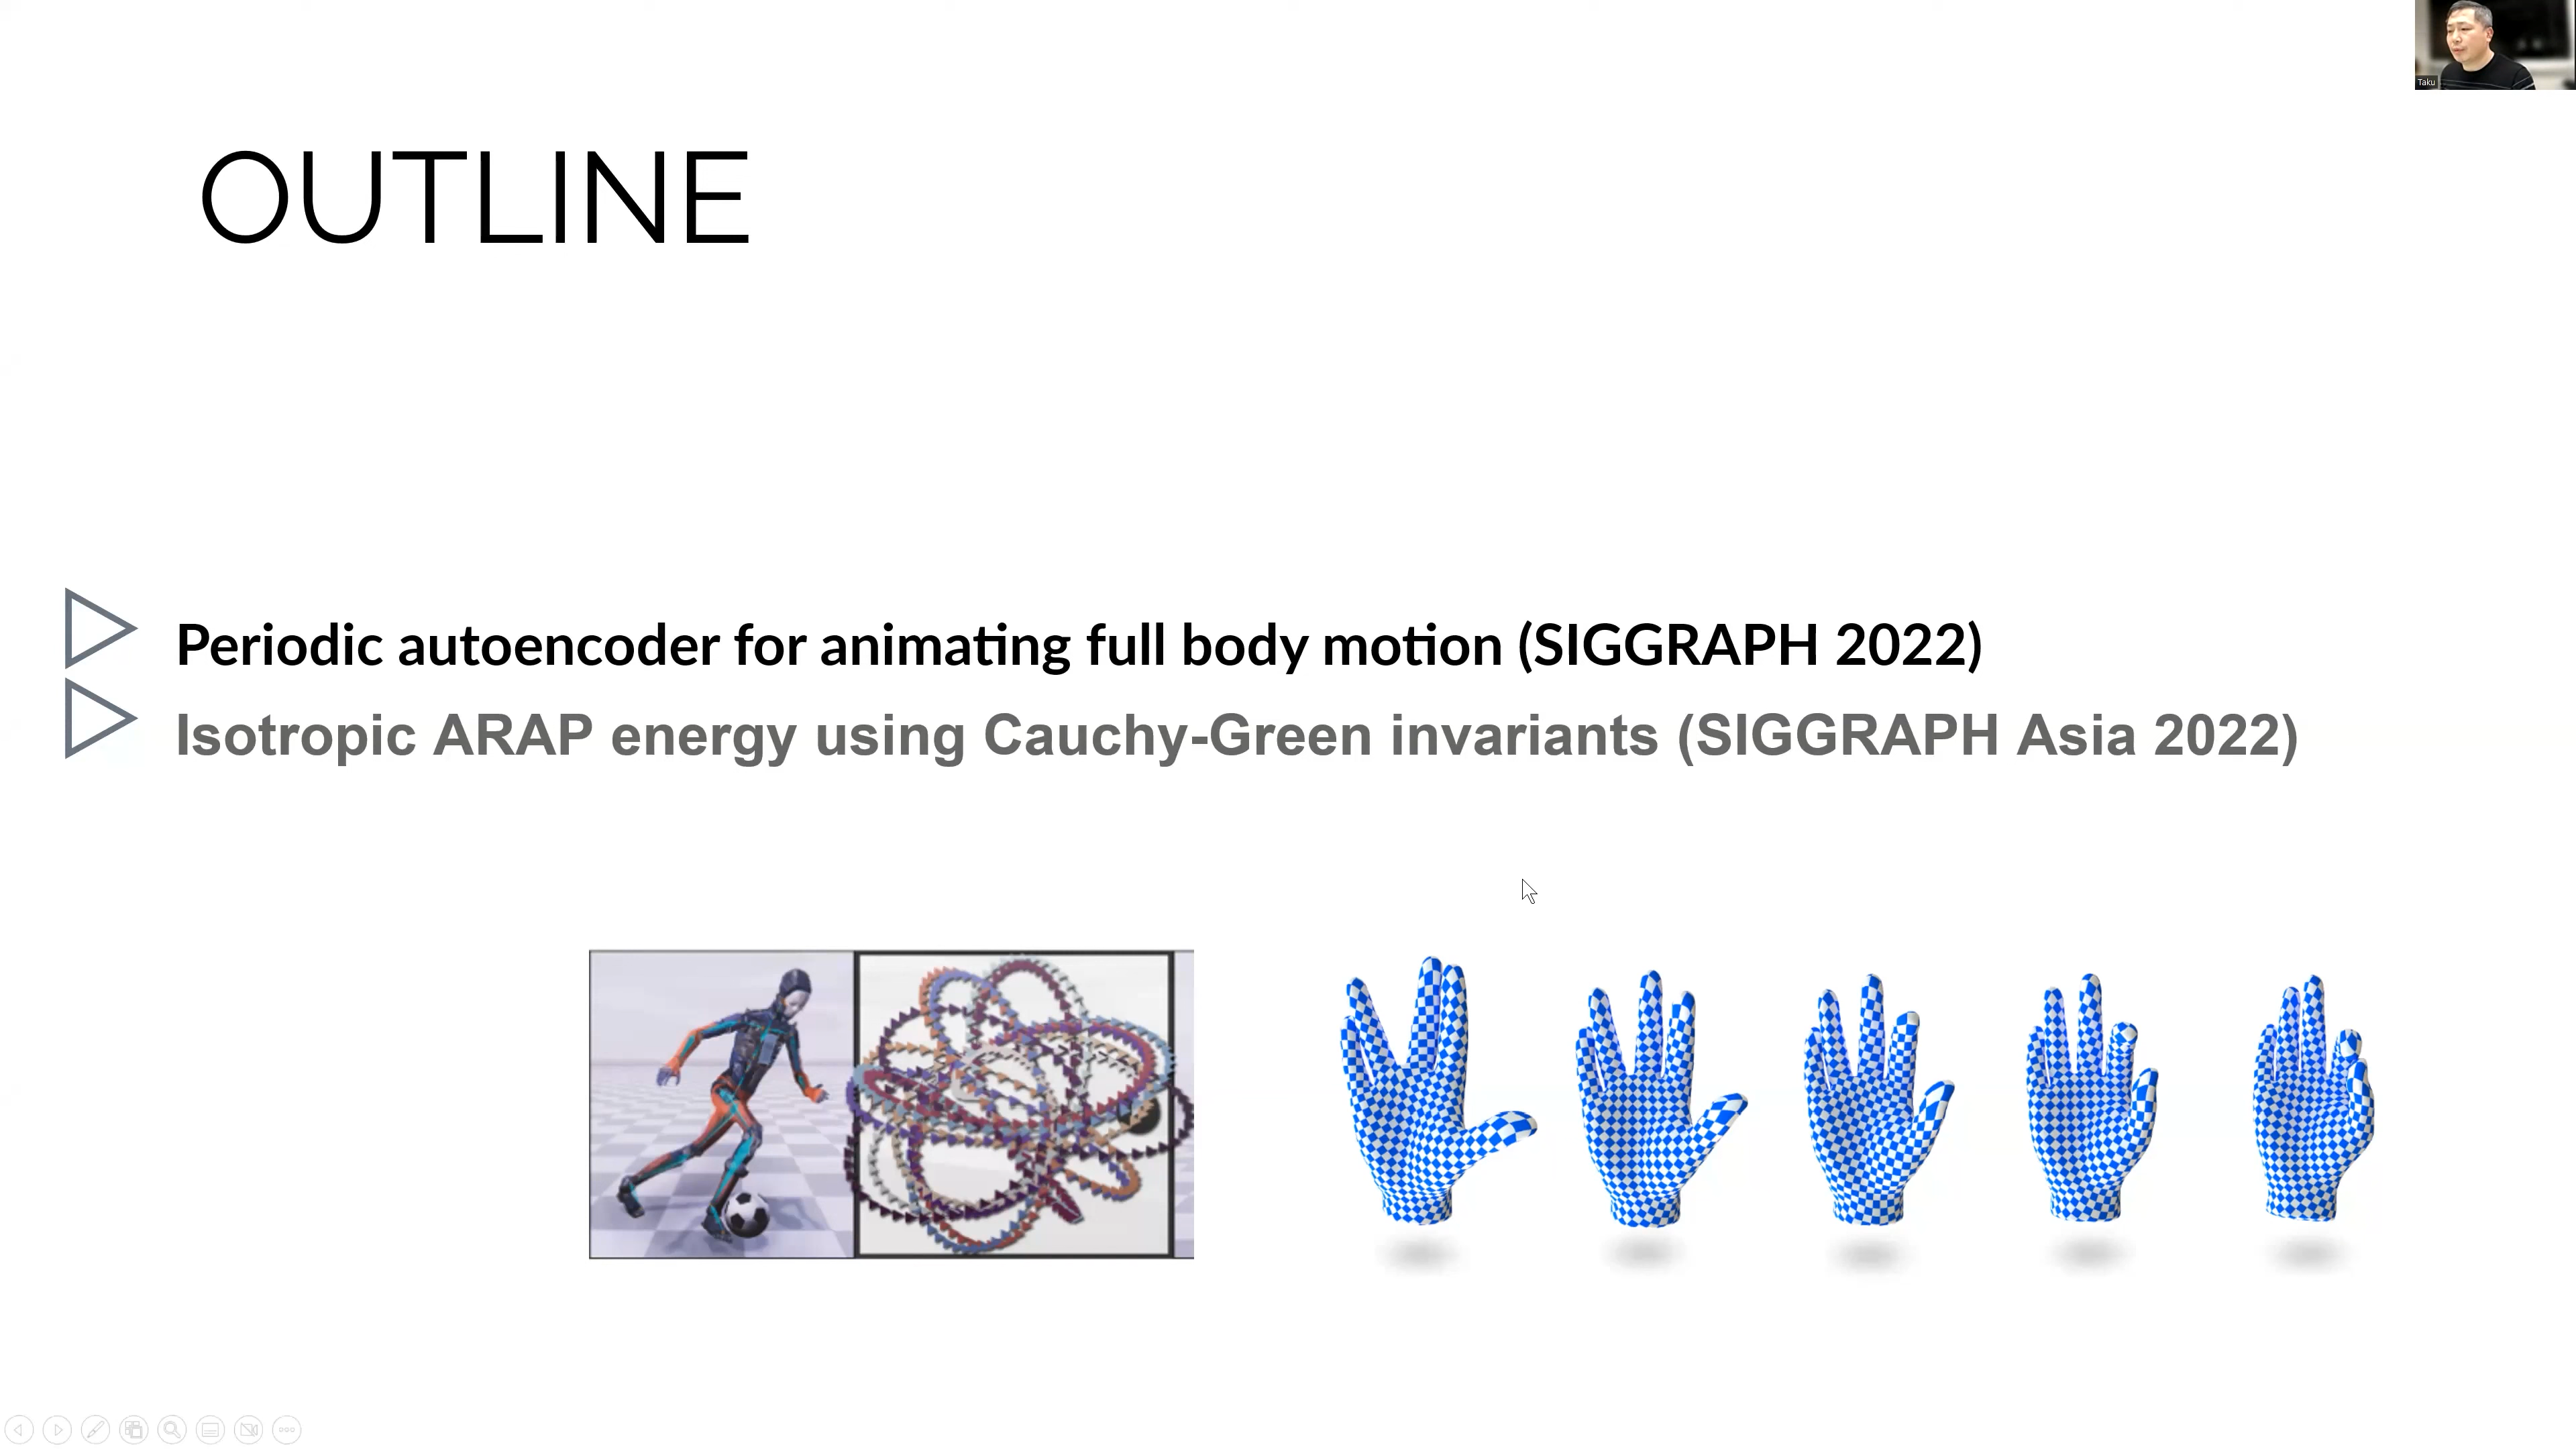 Taku
OUTLINE
Periodic autoencoder for animating full body motion (SIGGRAPH 2022)
Isotropic ARAP energy using Cauchy-Green invariants (SIGGRAPH Asia 2022)